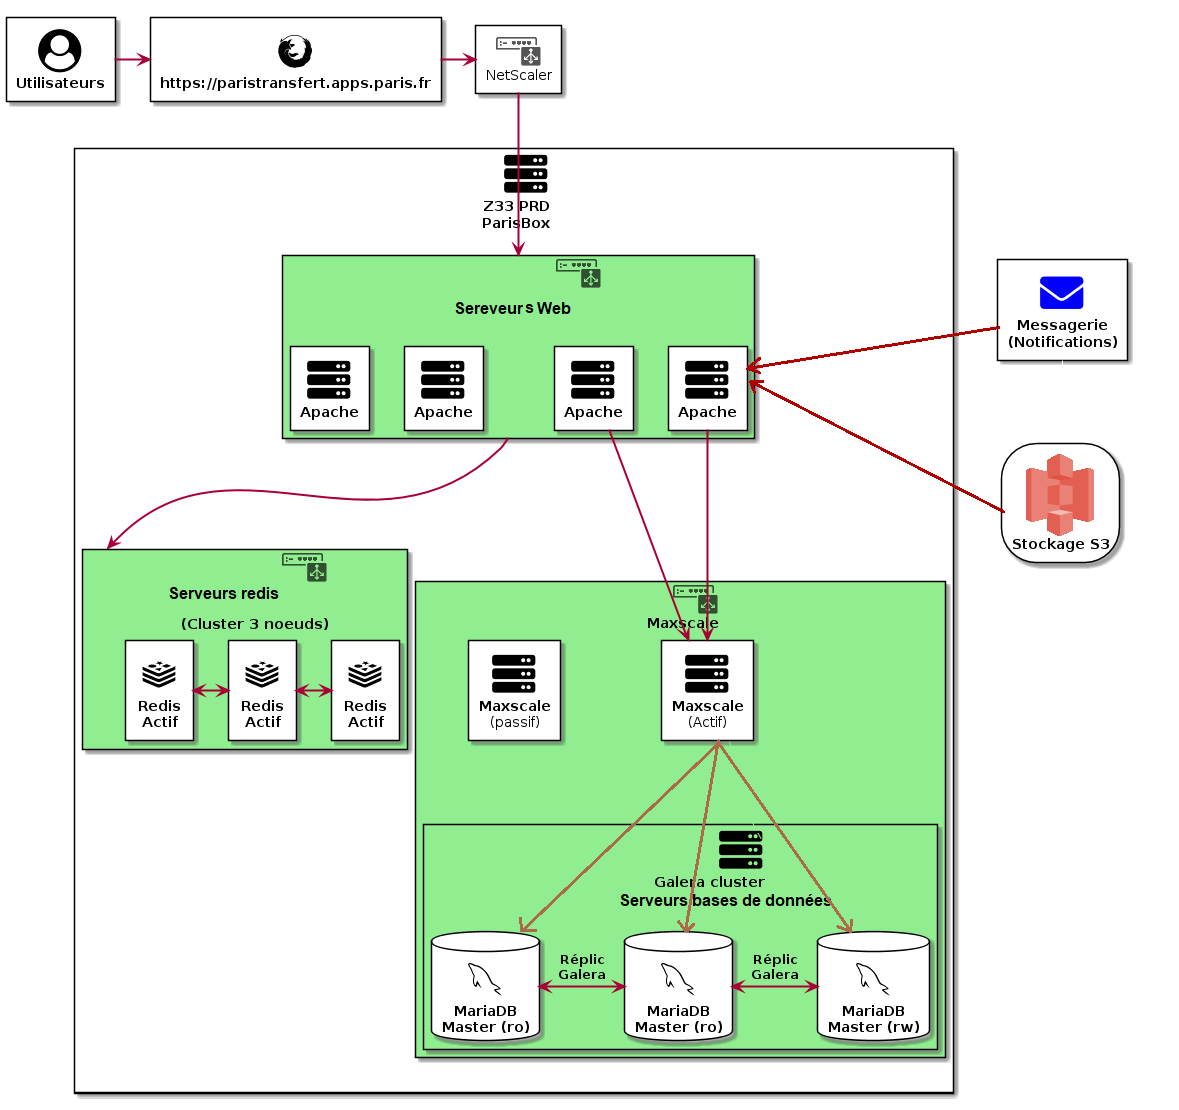 Utilisateurs
https://paristransfert.apps.paris.fr
NetScaler
Z33 PRD
ParisBox
Sereveurs Web
Apache
Apache
Apache
Apache
Messagerie
(Notifications)
Stockage S3
Serveurs redis
(Cluster 3 noeuds)
Redis
Actif
Redis
Actif
Redis
Actif
Maxscale
Maxscale
(passif)
Maxscale
(Actif)
Galera cluster
Serveurs bases de données
Réplic
Galera
Réplic
Galera
MariaDB
Master (ro)
MariaDB
Master (ro)
MariaDB
Master (rw)